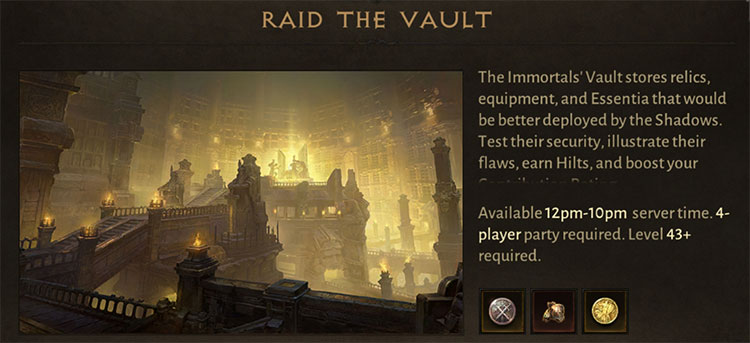 RAID THE VAULT
The Immortals' Vault stores relics,
equipment, and Essentia that would
be better deployed by the Shadows.
Test their security, illustrate their
flaws, earn Hilts, and boost your
Available 12pm-10pm server time. 4-
player party required. Level 43+
required.